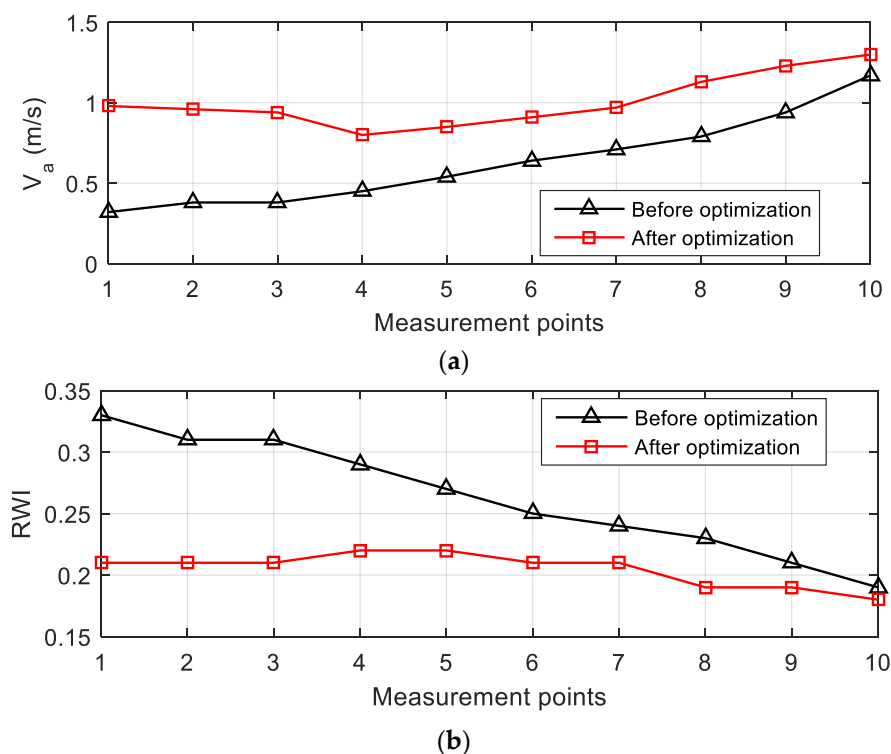 1.5
1
0.5
0
V_a (m/s)
Before optimization
After optimization
1 2 3 4 5 6 7 8 9 10
Measurement points
(a)
0.35
0.3
0.25
0.2
0.15
RWI
Before optimization
After optimization
1 2 3 4 5 6 7 8 9 10
Measurement points
(b)